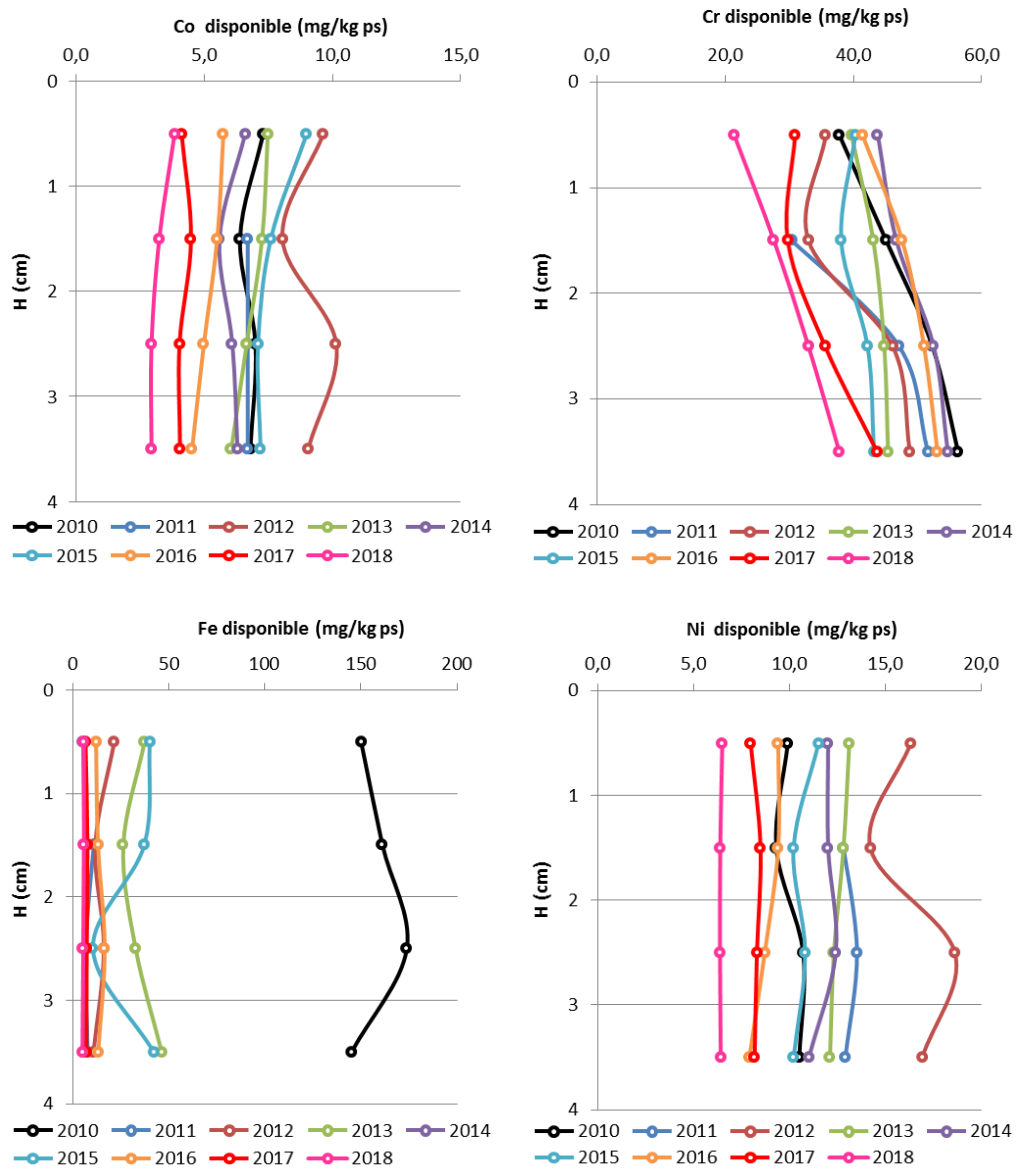 Co disponible (mg/kg ps)
0,0 5,0 10,0 15,0
0
1
2
3
4
H (cm)
2010 2011 2012 2013 2014
2015 2016 2017 2018
Cr disponible (mg/kg ps)
0,0 20,0 40,0 60,0
0
1
2
3
4
H (cm)
2010 2011 2012 2013 2014
2015 2016 2017 2018
Fe disponible (mg/kg ps)
0 50 100 150 200
0
1
2
3
4
H (cm)
2010 2011 2012 2013 2014
2015 2016 2017 2018
Ni disponible (mg/kg ps)
0,0 5,0 10,0 15,0 20,0
0
1
2
3
4
H (cm)
2010 2011 2012 2013 2014
2015 2016 2017 2018